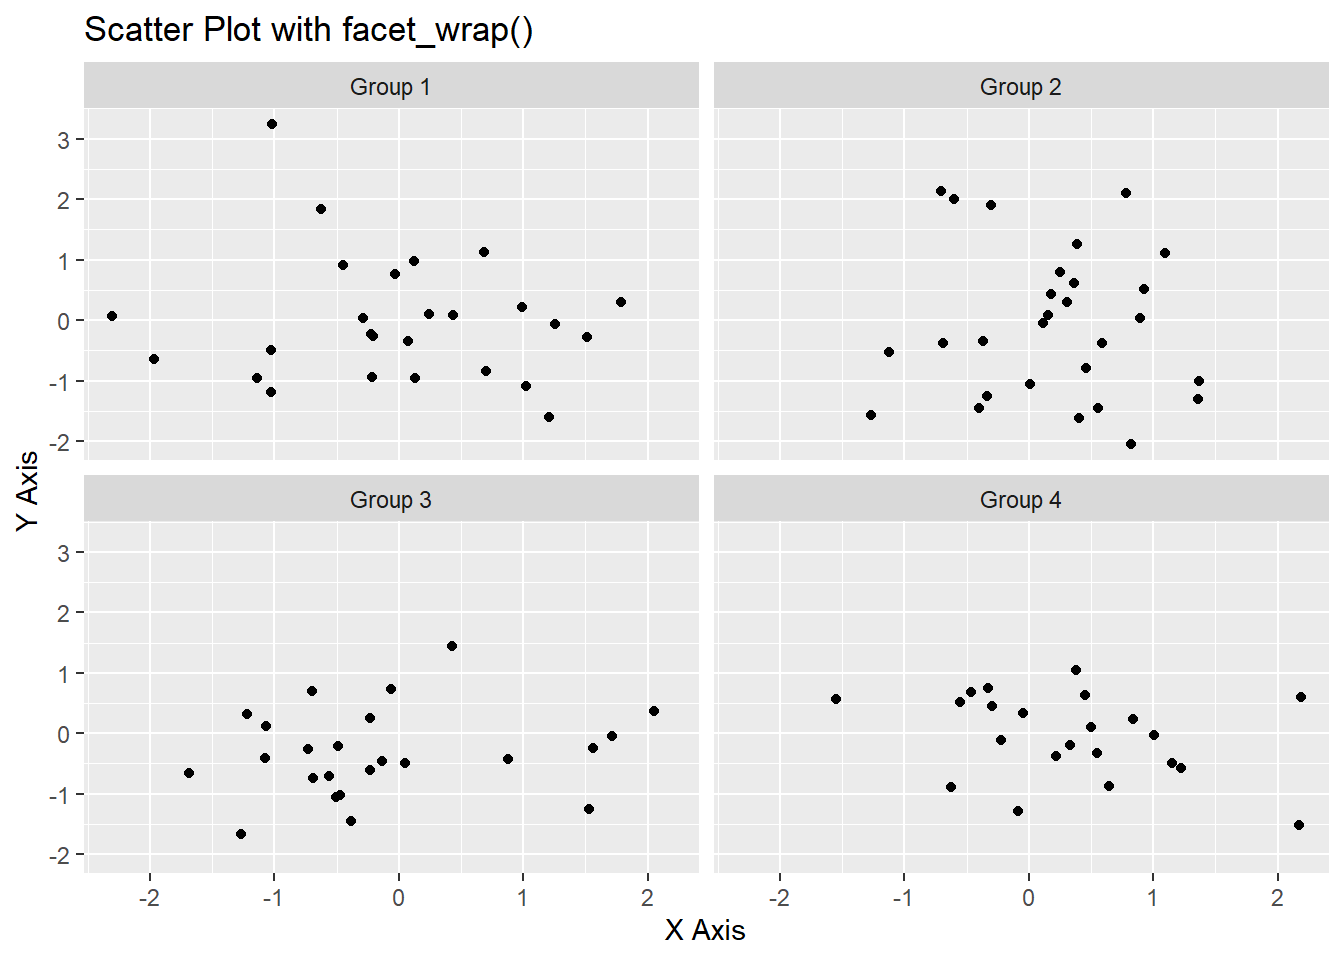 Scatter Plot with facet_wrap()
Group 1
Group 2
3
2
1
0
-1
-2
Y Axis
Group 3
Group 4
3
2
1
0
-1
-2
-2 -1 0 1 2 -2 -1 0 1 2
X Axis